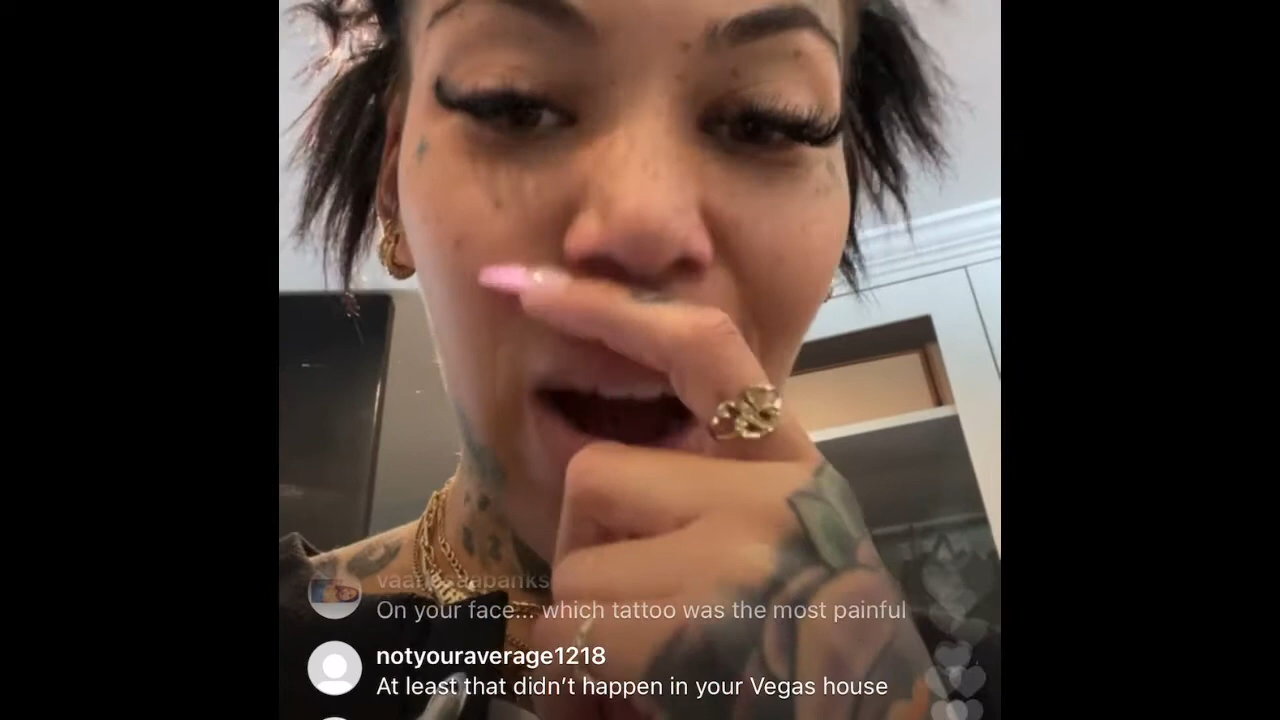 On your face... which tattoo was the most painful
notyouraverage1218
At least that didn’t happen in your Vegas house